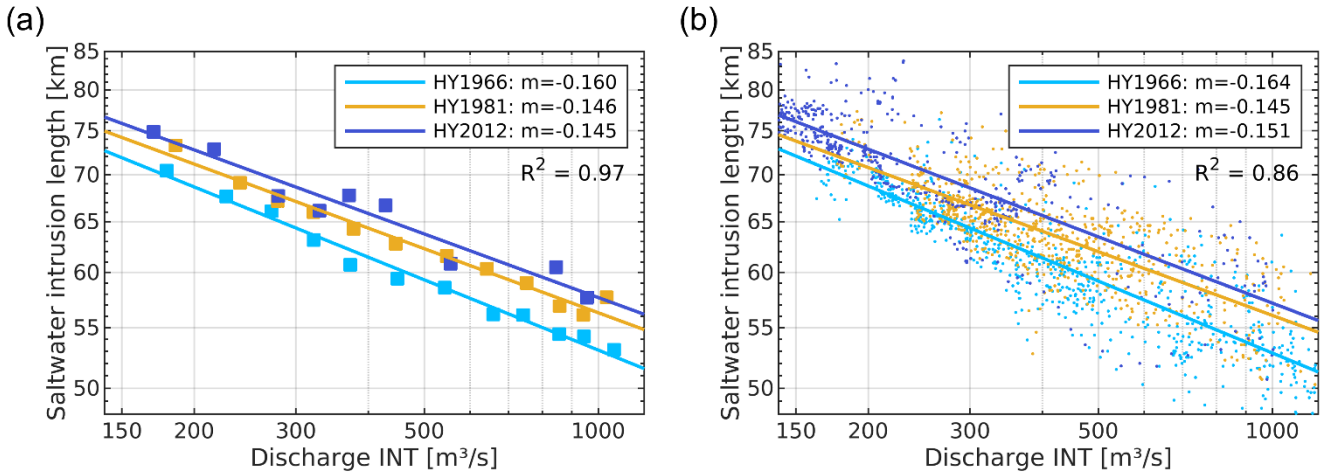 (a)
Saltwater intrusion length [km]
85
80
75
70
65
60
55
50
HY1966: m=-0.160
HY1981: m=-0.146
HY2012: m=-0.145
R² = 0.97
150 200 300 500 1000
Discharge INT [m³/s]
(b)
Saltwater intrusion length [km]
85
80
75
70
65
60
55
50
HY1966: m=-0.164
HY1981: m=-0.145
HY2012: m=-0.151
R² = 0.86
150 200 300 500 1000
Discharge INT [m³/s]